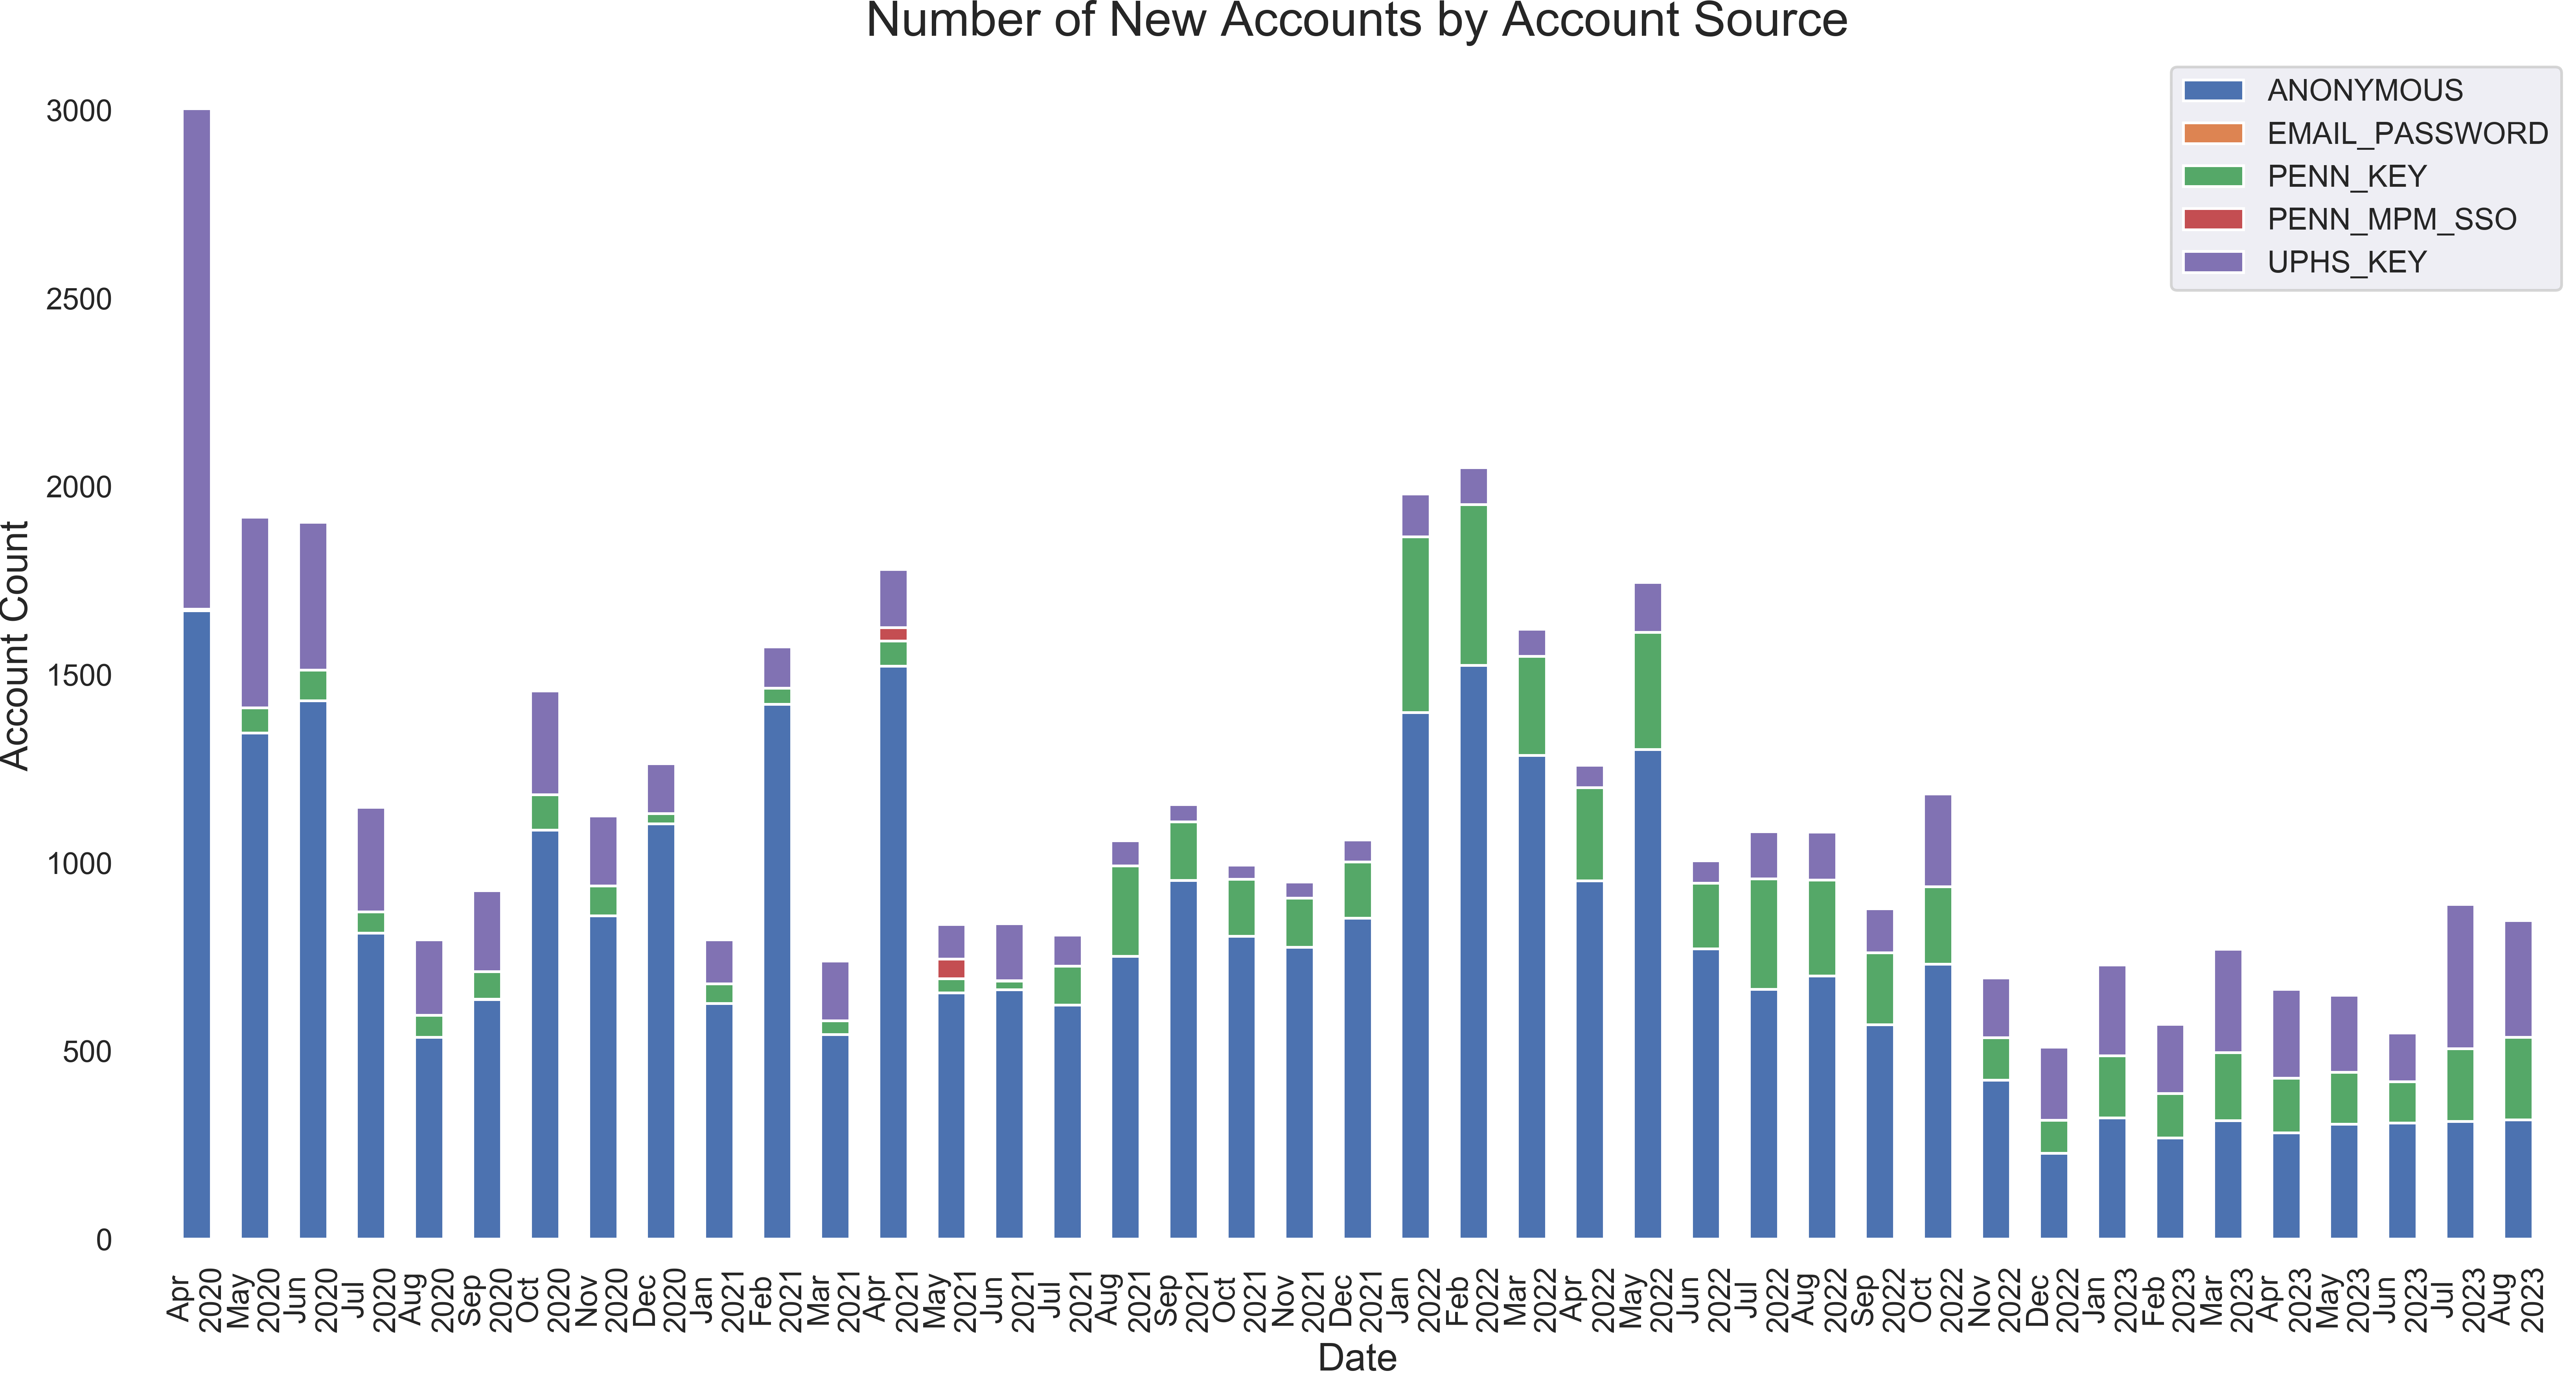 Number of New Accounts by Account Source
ANONYMOUS
EMAIL_PASSWORD
PENN_KEY
PENN_MPM_SSO
UPHS_KEY
Account Count
3000
2500
2000
1500
1000
500
0
Apr
2020
May
2020
Jun
2020
Jul
2020
Aug
2020
Sep
2020
Oct
2020
Nov
2020
Dec
2020
Jan
2021
Feb
2021
Mar
2021
Apr
2021
May
2021
Jun
2021
Jul
2021
Aug
2021
Sep
2021
Oct
2021
Nov
2021
Dec
2021
Jan
2022
Feb
2022
Mar
2022
Apr
2022
May
2022
Jun
2022
Jul
2022
Aug
2022
Sep
2022
Oct
2022
Nov
2022
Dec
2022
Jan
2023
Feb
2023
Mar
2023
Apr
2023
May
2023
Jun
2023
Jul
2023
Aug
2023
Date